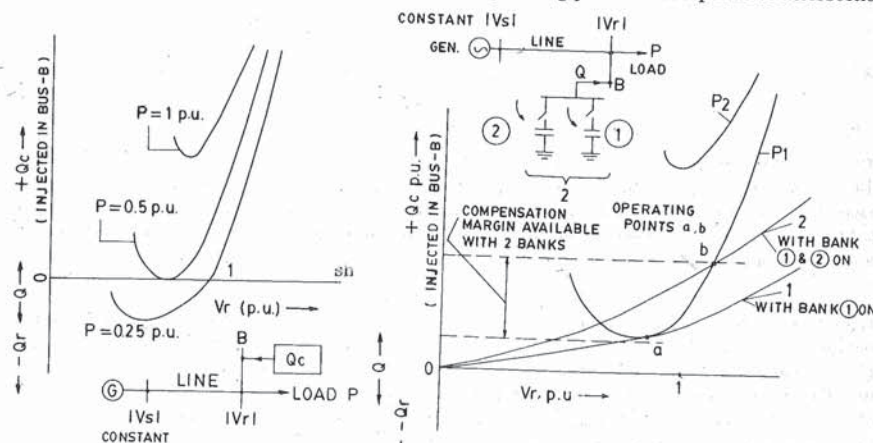 CONSTANT |Vs|
|Vr|
GEN.
LINE
P
LOAD
Q
B
2
1
2
+Qc
(INJECTED IN BUS-B)
P = 1 p.u.
P = 0.5 p.u.
P = 0.25 p.u.
0
1
sh
Vr (p.u.)
Q
-Qr
B
Qc
G
LINE
LOAD P
|Vs|
|Vr|
CONSTANT
+Qc p.u.
(INJECTED IN BUS-B)
P2
P1
COMPENSATION
MARGIN AVAILABLE
WITH 2 BANKS
OPERATING
POINTS a,b
b
2
WITH BANK
1 & 2 ON
1
WITH BANK 1 ON
a
0
Vr, p.u
1
Q
-Qr